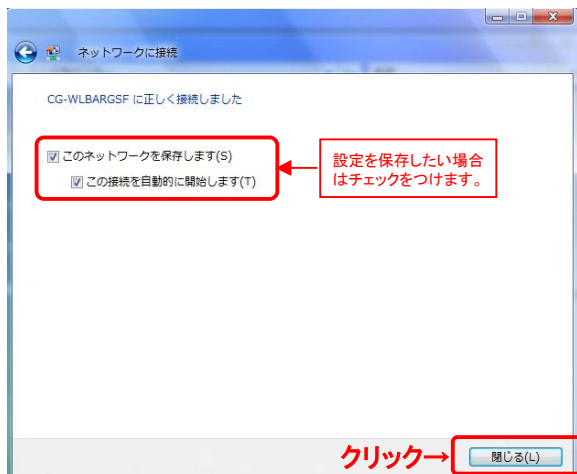 ネットワークに接続
CG-WLBARGSF に正しく接続しました
このネットワークを保存します(S)
この接続を自動的に開始します(T)
設定を保存したい場合
はチェックをつけます。
クリック→
閉じる(L)